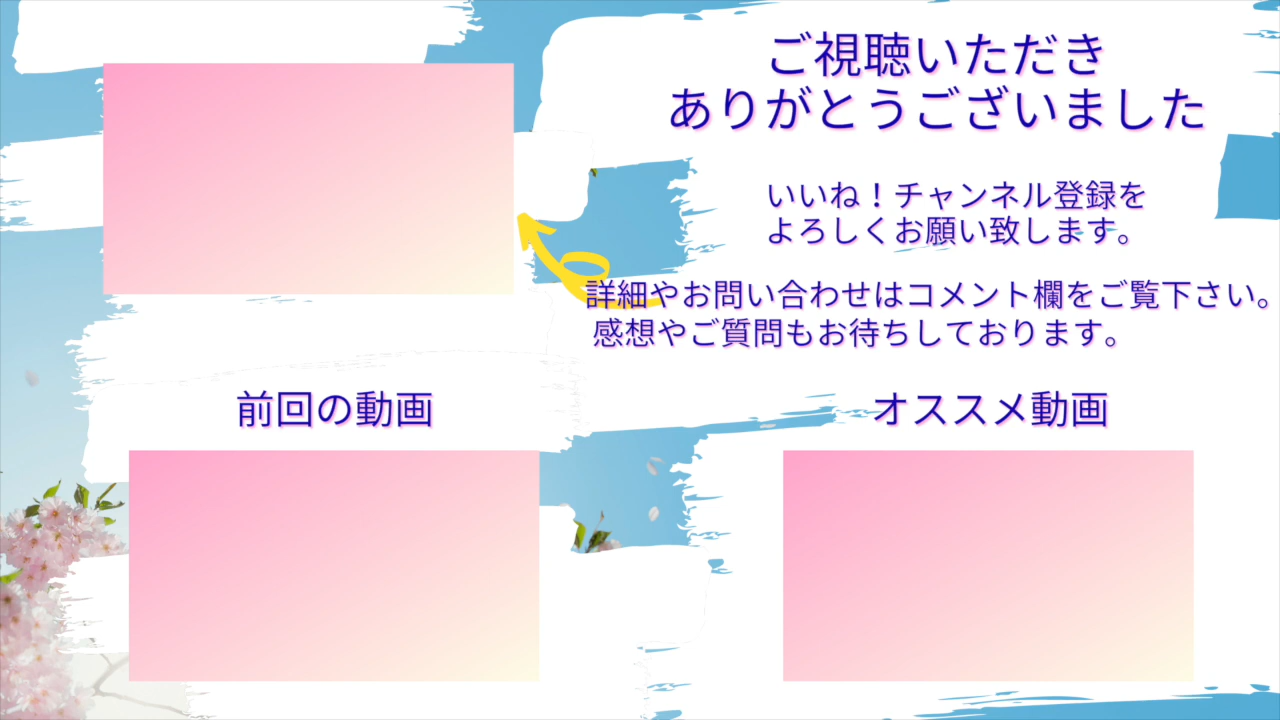 ご視聴いただき
ありがとうございました
いいね！チャンネル登録を
よろしくお願い致します。
詳細やお問い合わせはコメント欄をご覧下さい。
感想やご質問もお待ちしております。
前回の動画
オススメ動画